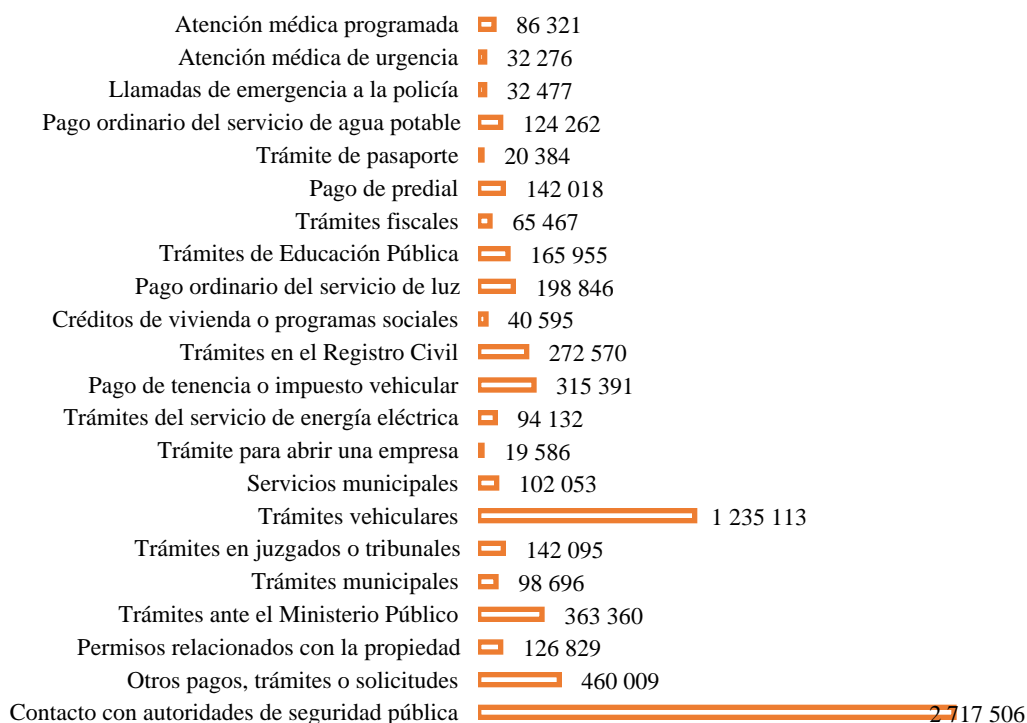 Atención médica programada 86 321
Atención médica de urgencia 32 276
Llamadas de emergencia a la policía 32 477
Pago ordinario del servicio de agua potable 124 262
Trámite de pasaporte 20 384
Pago de predial 142 018
Trámites fiscales 65 467
Trámites de Educación Pública 165 955
Pago ordinario del servicio de luz 198 846
Créditos de vivienda o programas sociales 40 595
Trámites en el Registro Civil 272 570
Pago de tenencia o impuesto vehicular 315 391
Trámites del servicio de energía eléctrica 94 132
Trámite para abrir una empresa 19 586
Servicios municipales 102 053
Trámites vehiculares 1 235 113
Trámites en juzgados o tribunales 142 095
Trámites municipales 98 696
Trámites ante el Ministerio Público 363 360
Permisos relacionados con la propiedad 126 829
Otros pagos, trámites o solicitudes 460 009
Contacto con autoridades de seguridad pública 2 717 506